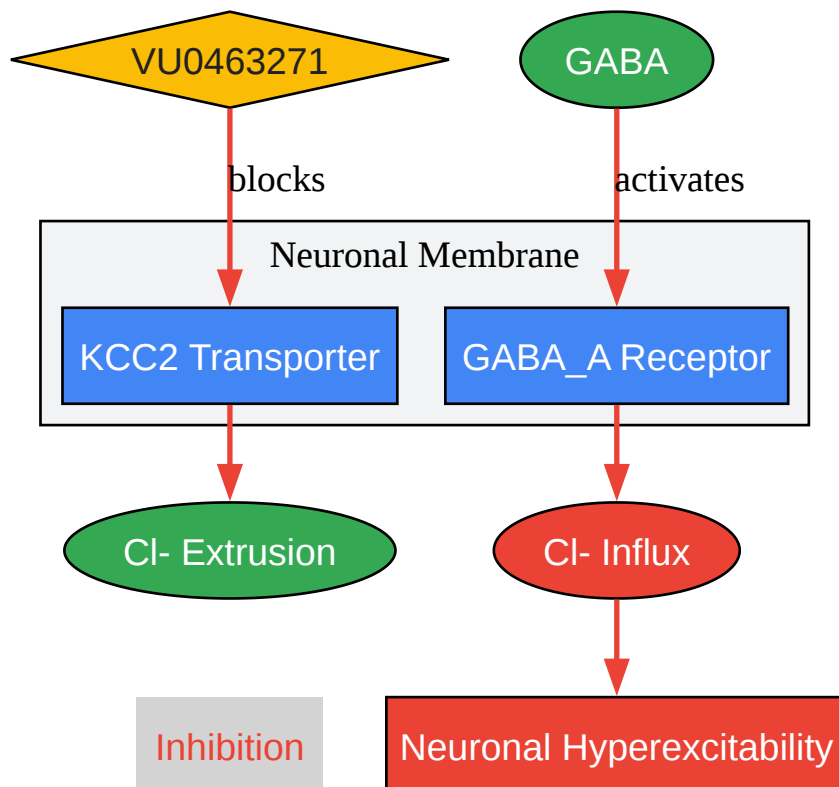 VU0463271
GABA
blocks
activates
Neuronal Membrane
KCC2 Transporter
GABA_A Receptor
Cl- Extrusion
Cl- Influx
Inhibition
Neuronal Hyperexcitability